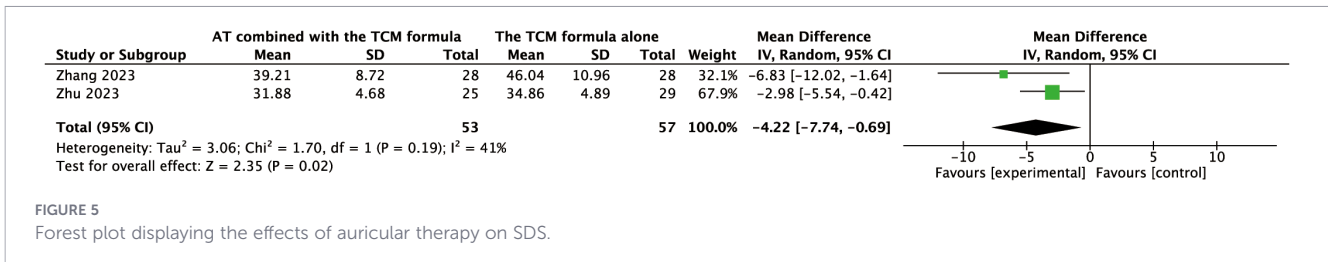 AT combined with the TCM formula The TCM formula alone Mean Difference Mean Difference
Study or Subgroup Mean SD Total Mean SD Total Weight IV, Random, 95% CI IV, Random, 95% CI
Zhang 2023 39.21 8.72 28 46.04 10.96 28 32.1% -6.83 [-12.02, -1.64]
Zhu 2023 31.88 4.68 25 34.86 4.89 29 67.9% -2.98 [-5.54, -0.42]
Total (95% CI) 53 57 100.0% -4.22 [-7.74, -0.69]
Heterogeneity: Tau² = 3.06; Chi² = 1.70, df = 1 (P = 0.19); I² = 41%
Test for overall effect: Z = 2.35 (P = 0.02)
-10 -5 0 5 10
Favours [experimental] Favours [control]
FIGURE 5
Forest plot displaying the effects of auricular therapy on SDS.